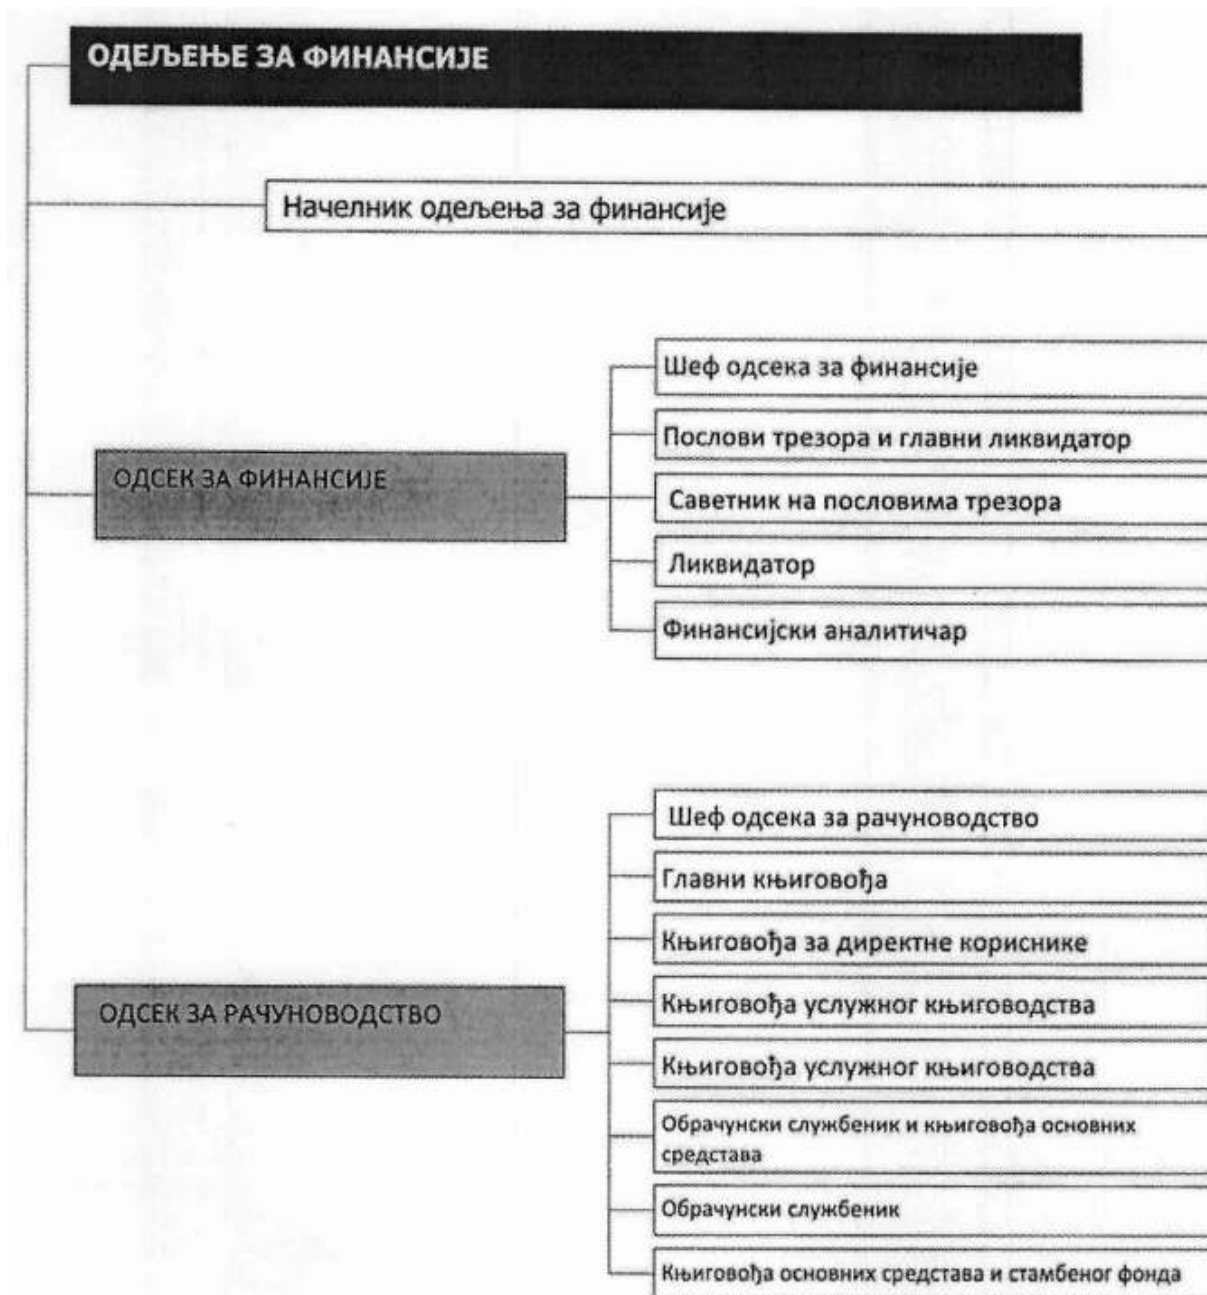 ОДЕЉЕЊЕ ЗА ФИНАНСИЈЕ
Начелник одељења за финансије
ОДСЕК ЗА ФИНАНСИЈЕ
Шеф одсека за финансије
Послови трезора и главни ликвидатор
Саветник на пословима трезора
Ликвидатор
Финансијски аналитичар
ОДСЕК ЗА РАЧУНОВОДСТВО
Шеф одсека за рачуноводство
Главни књиговођа
Књиговођа за директне кориснике
Књиговођа услужног књиговодства
Књиговођа услужног књиговодства
Обрачунски службеник и књиговођа основних
средстава
Обрачунски службеник
Књиговођа основних средстава и стамбеног фонда